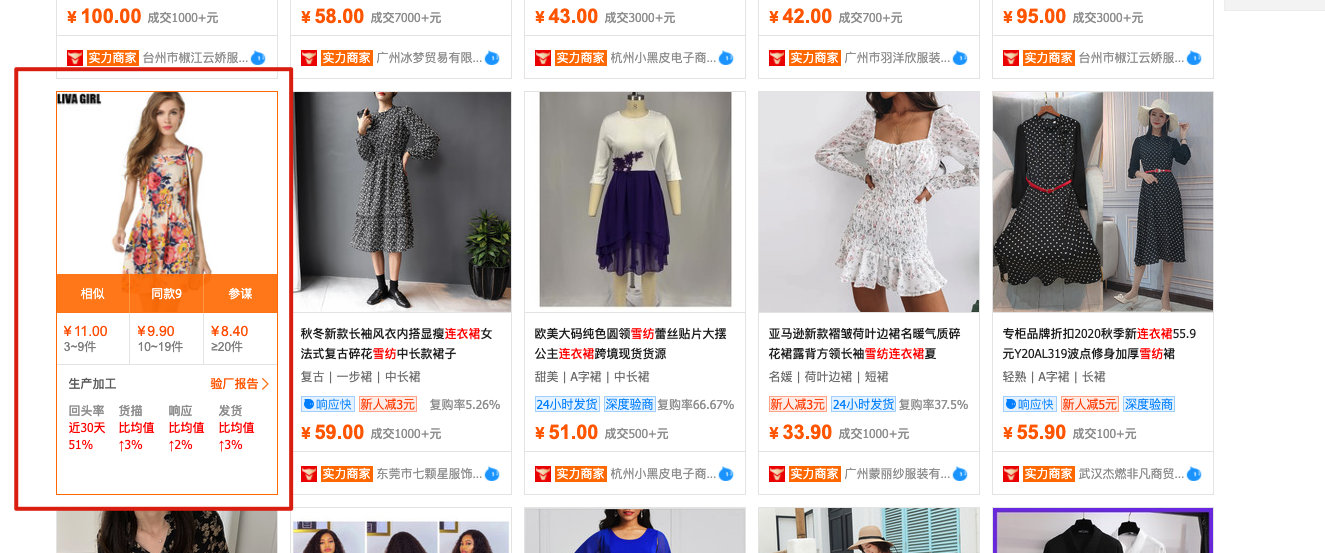 ¥ 100.00 成交1000+元
¥ 58.00 成交7000+元
¥ 43.00 成交3000+元
¥ 42.00 成交700+元
¥ 95.00 成交3000+元
实力商家 台州市椒江云娇服...
实力商家 广州冰梦贸易有限...
实力商家 杭州小黑皮电子商...
实力商家 广州市羽洋欣服装...
实力商家 台州市椒江云娇服...
LIVA GIRL
相似 同款9 参谋
¥ 11.00 ¥ 9.90 ¥ 8.40
3~9件 10~19件 ≥20件
生产加工 验厂报告
回头率 货描 响应 发货
近30天 比均值 比均值 比均值
51% ↑3% ↑2% ↑3%
秋冬新款长袖风衣内搭显瘦连衣裙女
法式复古碎花雪纺中长款裙子
复古 | 一步裙 | 中长裙
响应快 新人减3元 复购率5.26%
¥ 59.00 成交1000+元
实力商家 东莞市七颗星服饰...
欧美大码纯色圆领雪纺蕾丝贴片大摆
公主连衣裙跨境现货货源
甜美 | A字裙 | 中长裙
24小时发货 深度验商 复购率66.67%
¥ 51.00 成交500+元
实力商家 杭州小黑皮电子商...
亚马逊新款褶皱荷叶边裙名暖气质碎
花裙露背方领长袖雪纺连衣裙夏
名媛 | 荷叶边裙 | 短裙
新人减3元 24小时发货 复购率37.5%
¥ 33.90 成交1000+元
实力商家 广州蒙丽纱服装有...
专柜品牌折扣2020秋季新连衣裙55.9
元Y20AL319波点修身加厚雪纺裙
轻熟 | A字裙 | 长裙
响应快 新人减5元 深度验商
¥ 55.90 成交100+元
实力商家 武汉杰燃非凡商贸...